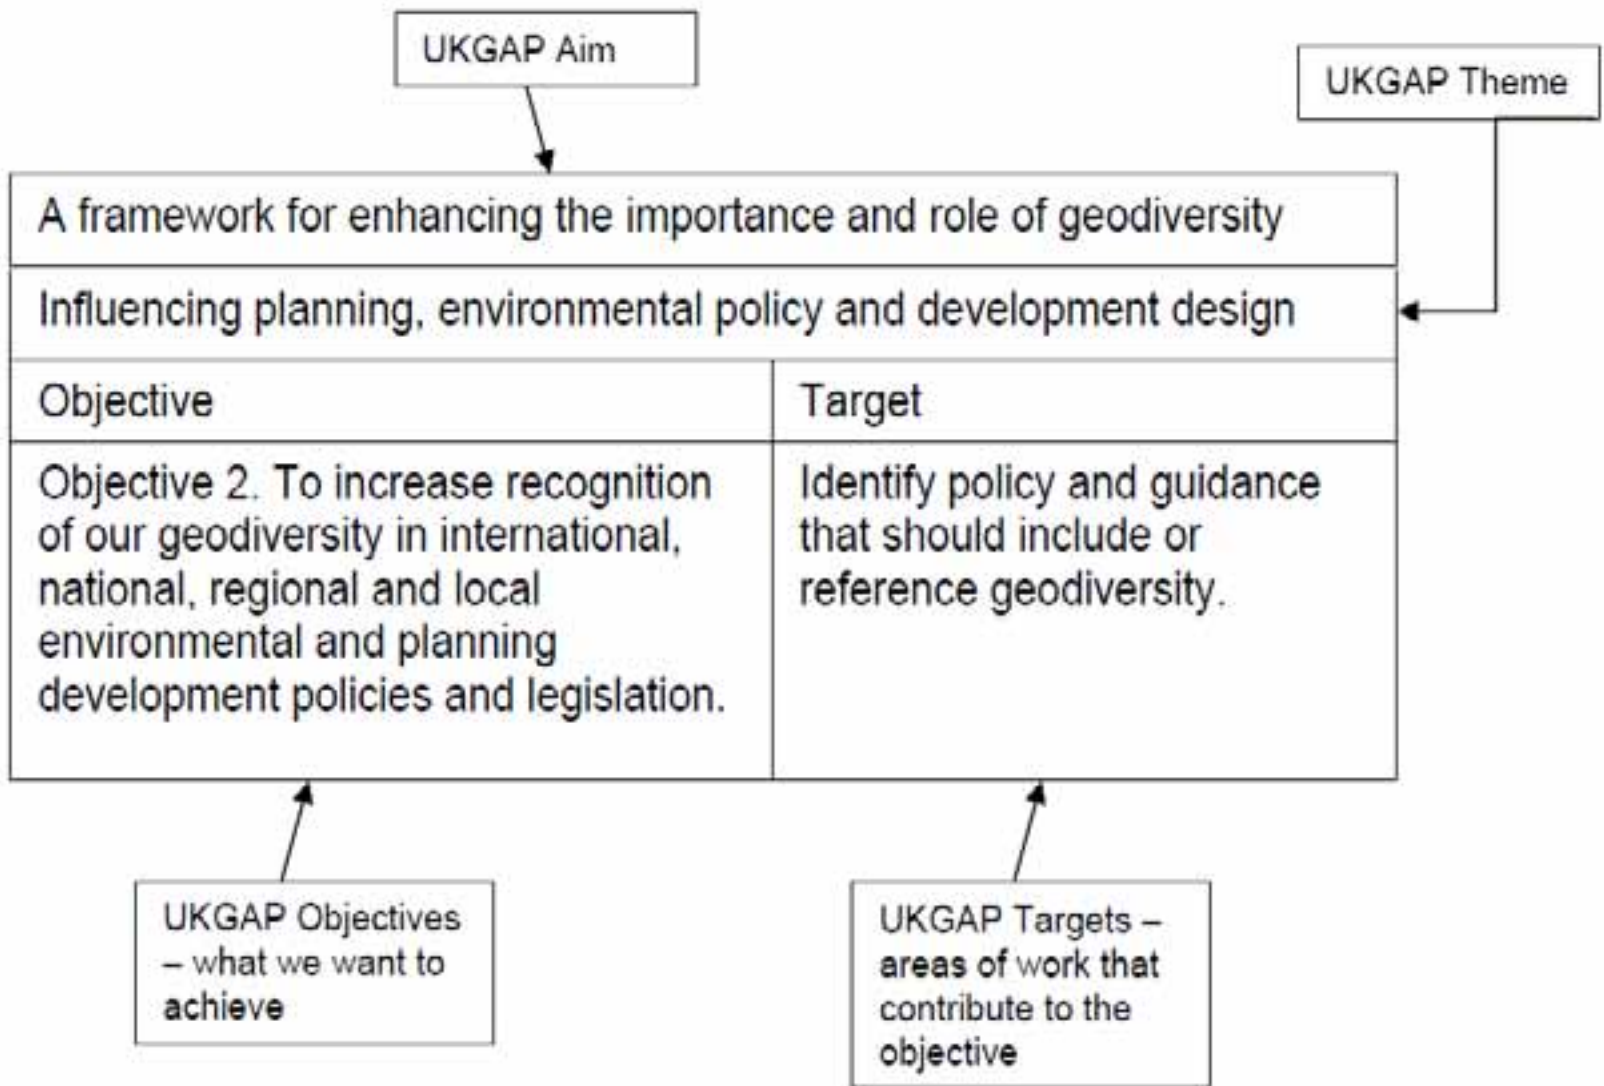 UKGAP Aim
UKGAP Theme
A framework for enhancing the importance and role of geodiversity
Influencing planning, environmental policy and development design
Objective
Target
Objective 2. To increase recognition
of our geodiversity in international,
national, regional and local
environmental and planning
development policies and legislation.
Identify policy and guidance
that should include or
reference geodiversity.
UKGAP Objectives
– what we want to
achieve
UKGAP Targets –
areas of work that
contribute to the
objective